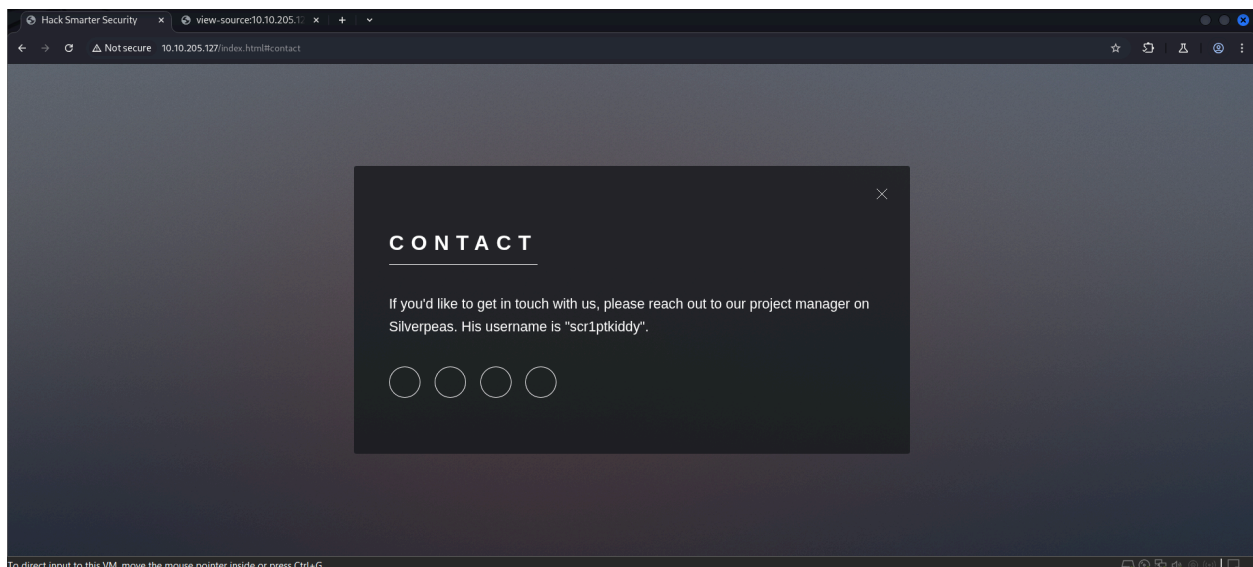 Hack Smarter Security
view-source:10.10.205.12
Not secure 10.10.205.127/index.html#contact
CONTACT
If you'd like to get in touch with us, please reach out to our project manager on
Silverpeas. His username is "scr1ptkiddy".
To direct input to this VM, move the mouse pointer inside or press Ctrl+G.